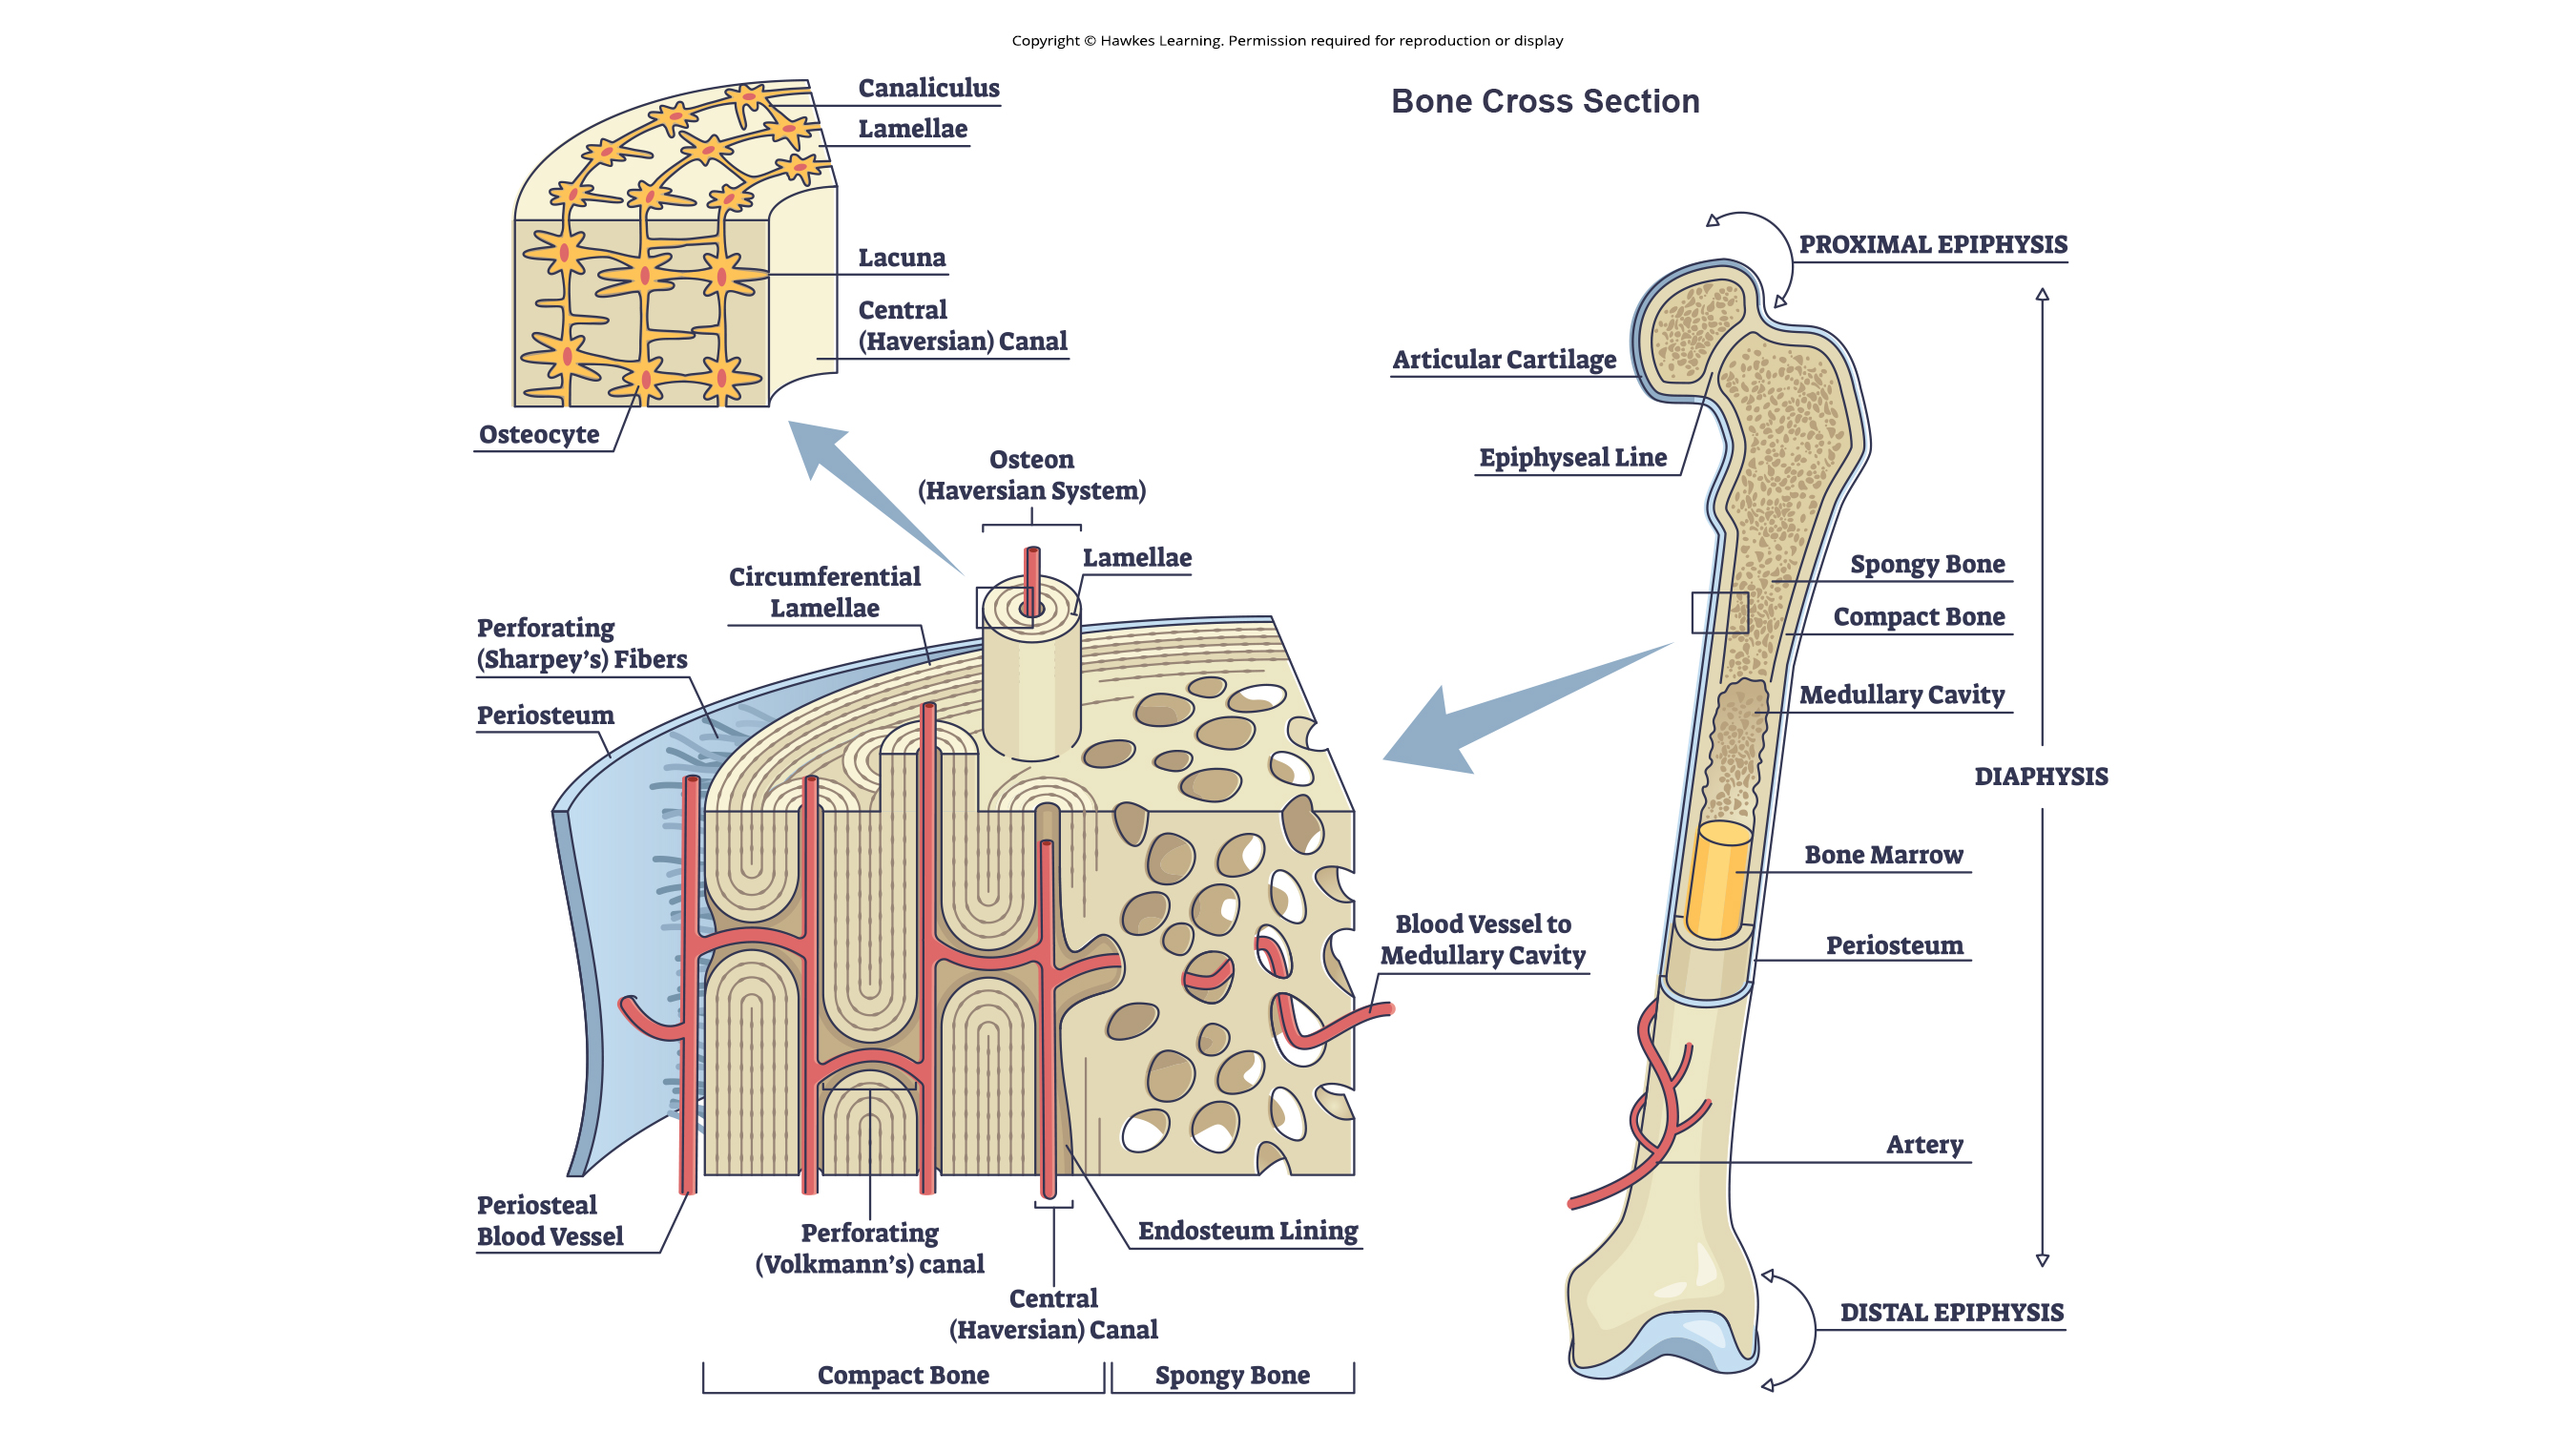 Copyright © Hawkes Learning. Permission required for reproduction or display
Bone Cross Section
Canaliculus
Lamellae
Lacuna
Central
(Haversian) Canal
Osteocyte
Osteon
(Haversian System)
Lamellae
Circumferential
Lamellae
Perforating
(Sharpey’s) Fibers
Periosteum
Blood Vessel to
Medullary Cavity
Periosteal
Blood Vessel
Perforating
(Volkmann’s) canal
Endosteum Lining
Central
(Haversian) Canal
Compact Bone
Spongy Bone
PROXIMAL EPIPHYSIS
Articular Cartilage
Epiphyseal Line
Spongy Bone
Compact Bone
Medullary Cavity
DIAPHYSIS
Bone Marrow
Periosteum
Artery
DISTAL EPIPHYSIS